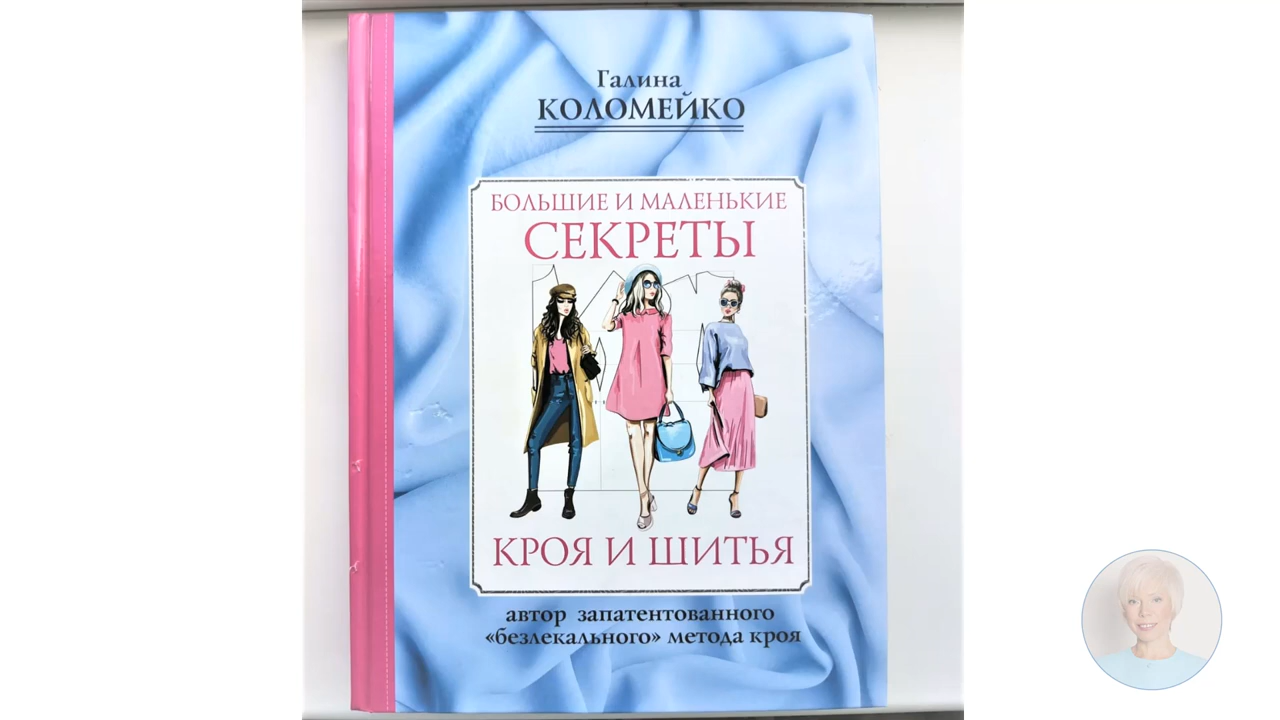 Галина
КОЛОМЕЙКО
БОЛЬШИЕ И МАЛЕНЬКИЕ
СЕКРЕТЫ
КРОЯ И ШИТЬЯ
автор запатентованного
«безлекального» метода кроя